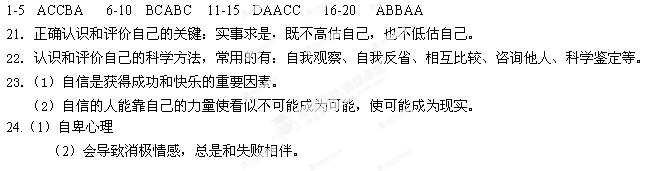 1-5 ACCBA 6-10 BCABC 11-15 DAACC 16-20 ABBAA
21. 正确认识和评价自己的关键：实事求是，既不高估自己，也不低估自己。
22. 认识和评价自己的科学方法，常用的有：自我观察、自我反省、相互比较、咨询他人、科学鉴定等。
23. （1）自信是获得成功和快乐的重要因素。
（2）自信的人能靠自己的力量使看似不可能成为可能，使可能成为现实。
24.（1）自卑心理
（2）会导致消极情感，总是和失败相伴。